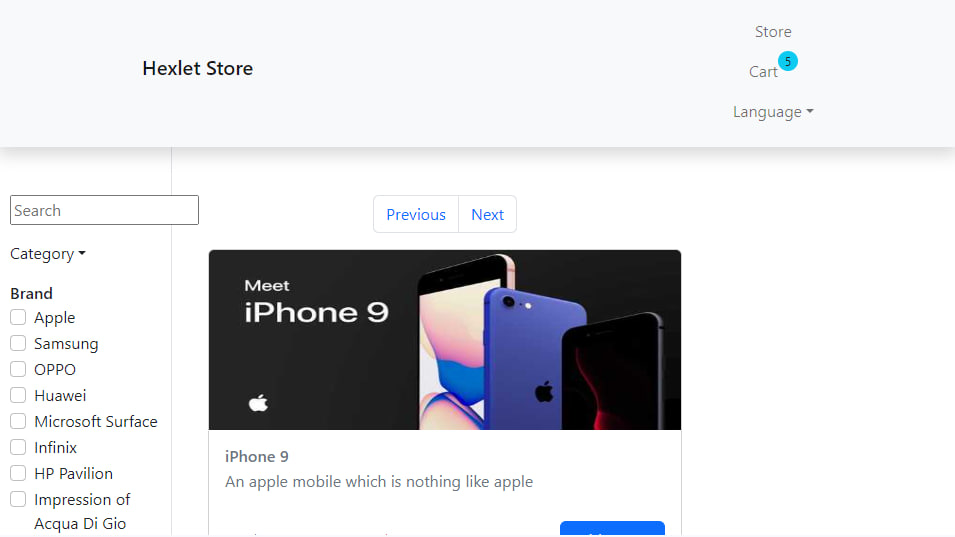 Hexlet Store
Store
Cart 5
Language
Search
Category
Brand
Apple
Samsung
OPPO
Huawei
Microsoft Surface
Infinix
HP Pavilion
Impression of
Acqua Di Gio
Previous Next
Meet
iPhone 9
iPhone 9
An apple mobile which is nothing like apple